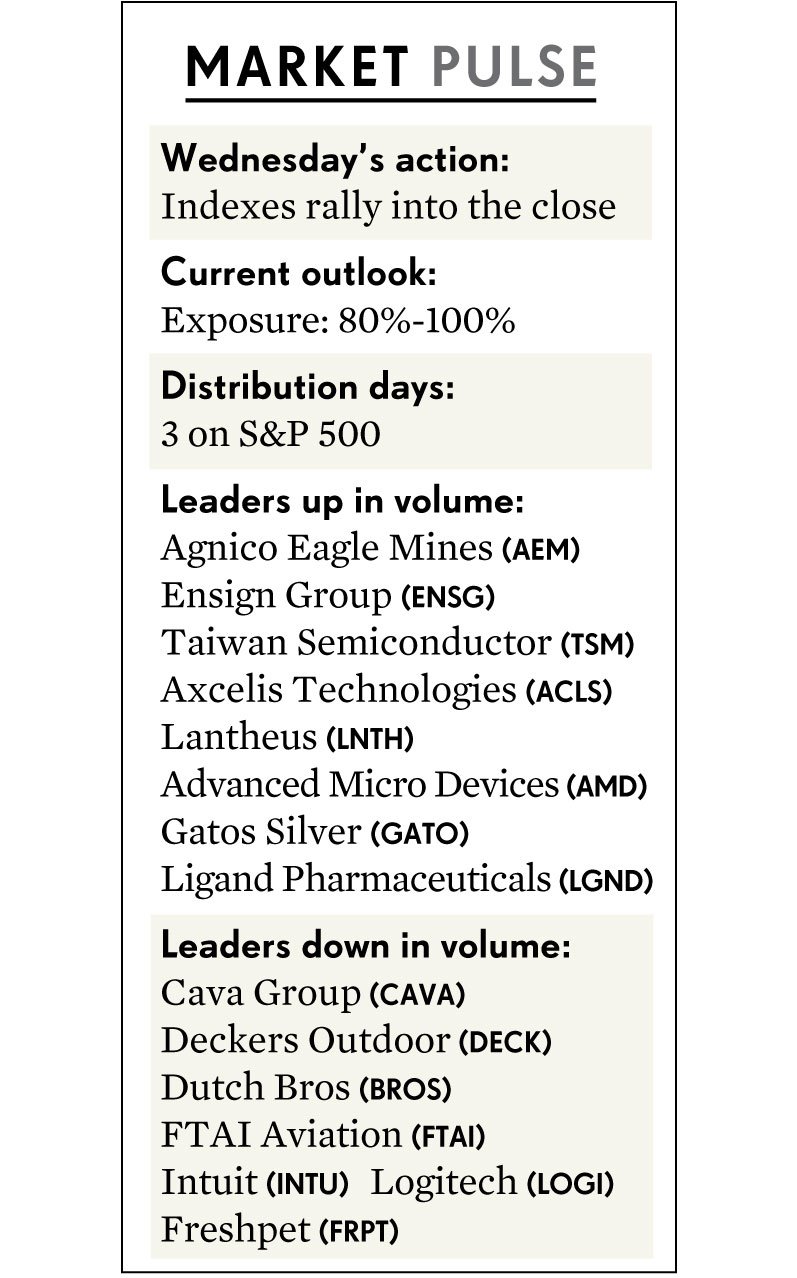 MARKET PULSE
Wednesday’s action:
Indexes rally into the close
Current outlook:
Exposure: 80%-100%
Distribution days:
3 on S&P 500
Leaders up in volume:
Agnico Eagle Mines (AEM)
Ensign Group (ENSG)
Taiwan Semiconductor (TSM)
Axcelis Technologies (ACLS)
Lantheus (LNTH)
Advanced Micro Devices (AMD)
Gatos Silver (GATO)
Ligand Pharmaceuticals (LGND)
Leaders down in volume:
Cava Group (CAVA)
Deckers Outdoor (DECK)
Dutch Bros (BROS)
FTAI Aviation (FTAI)
Intuit (INTU) Logitech (LOGI)
Freshpet (FRPT)